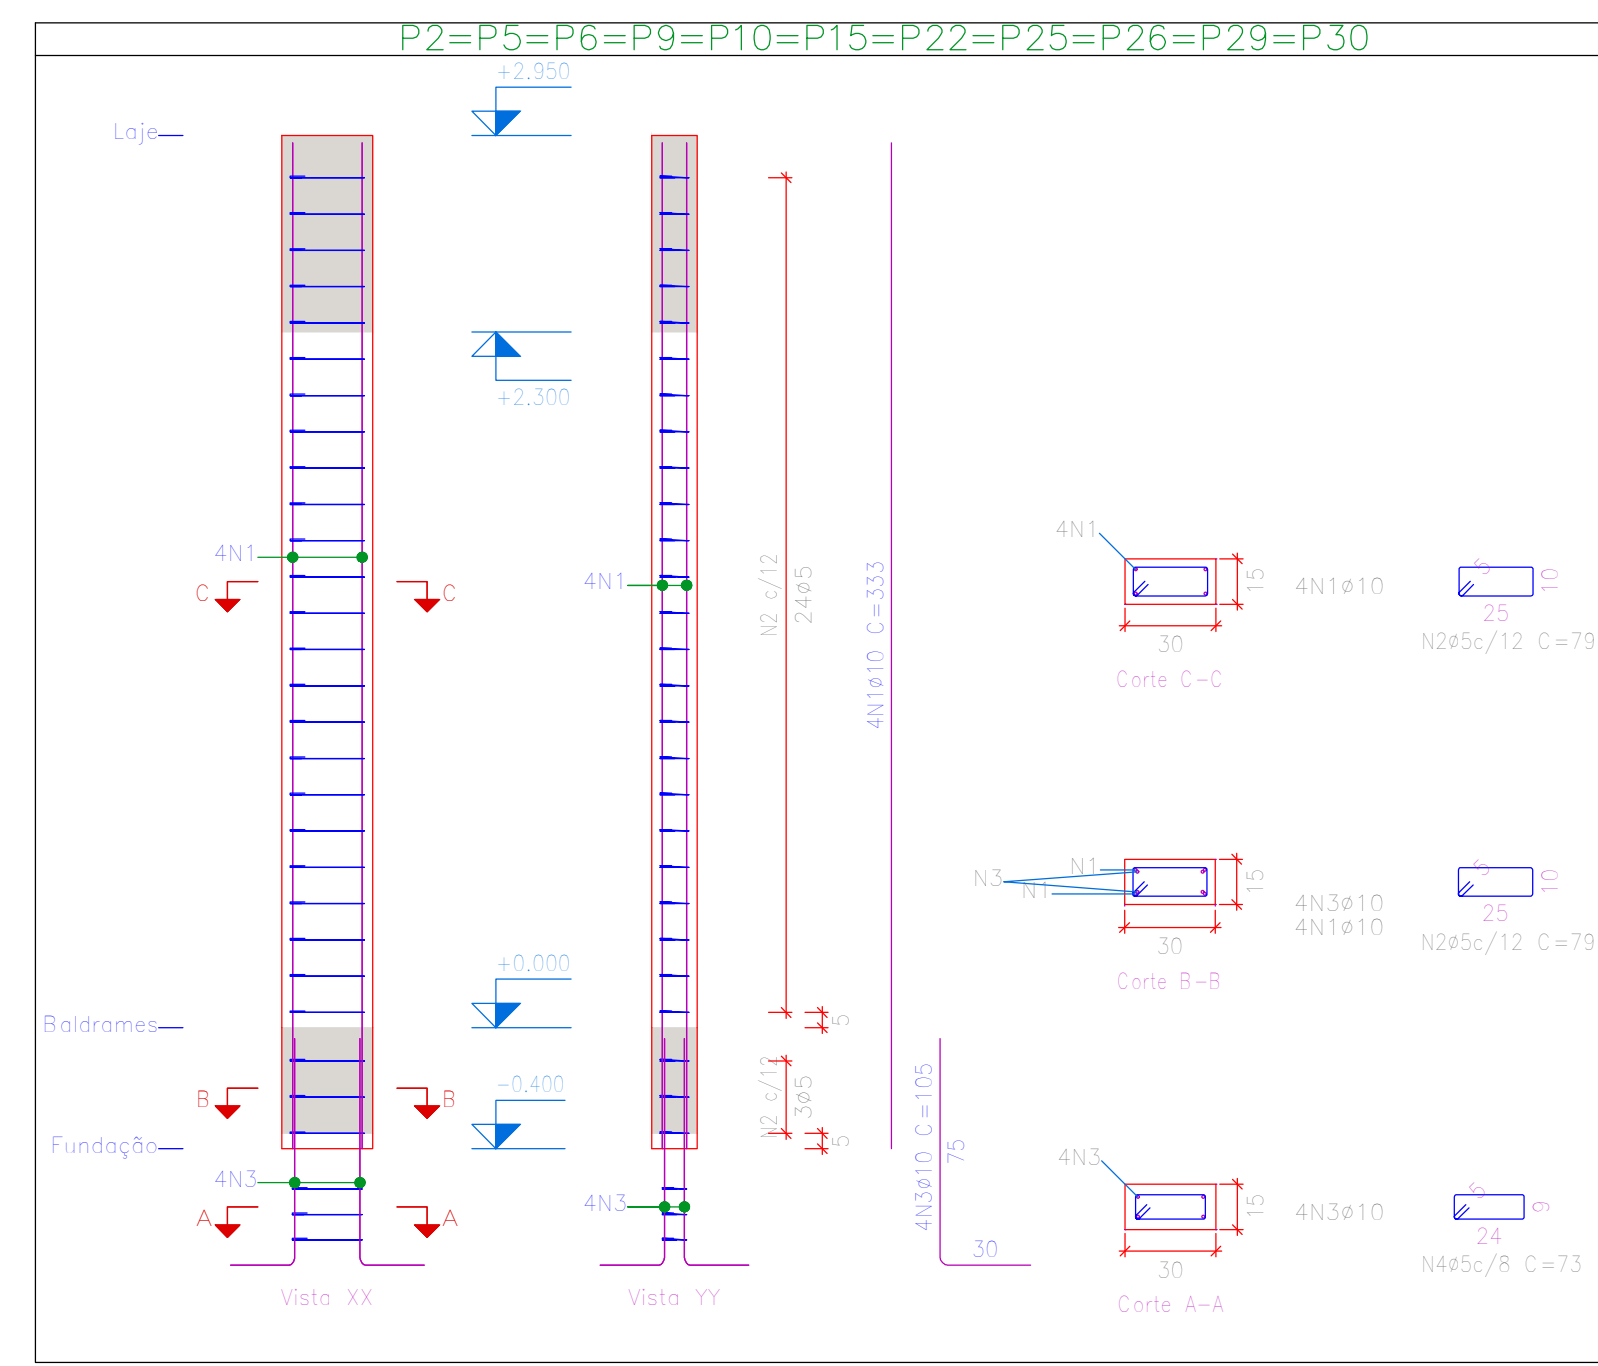 P2=P5=P6=P9=P10=P15=P22=P25=P26=P29=P30
+2.950
Laje
+2.300
4N1
C
C
4N1
N2 c/12
24ø5
4N1ø10 C=333
4N1
15
30
Corte C-C
4N1ø10
5
10
25
N2ø5c/12 C=79
N1
N3
N1
15
30
Corte B-B
4N3ø10
4N1ø10
5
10
25
N2ø5c/12 C=79
+0.000
Baldrames
5
B
B
-0.400
N2 c/12
3ø5
5
Fundação
4N3
A
A
4N3
4N3ø10 C=105
75
30
4N3
15
30
Corte A-A
4N3ø10
5
9
24
N4ø5c/8 C=73
Vista XX
Vista YY